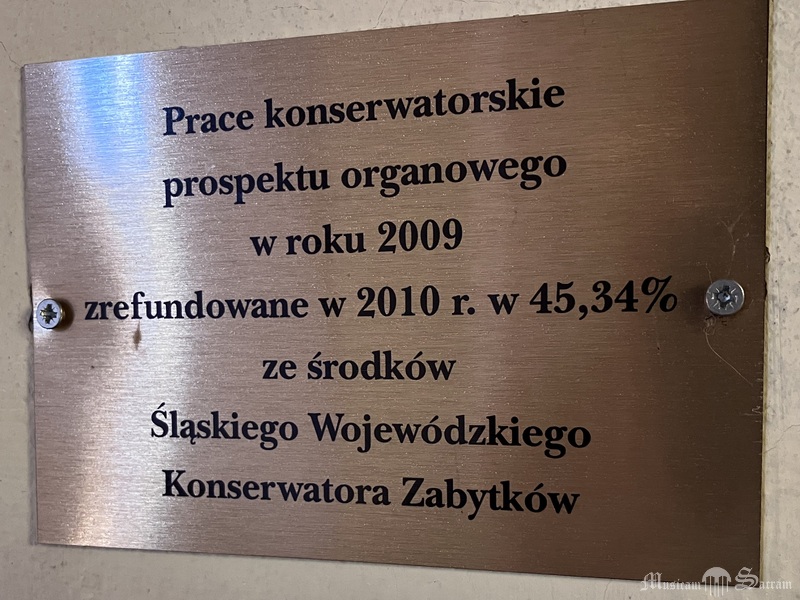 Prace konserwatorskie
prospektu organowego
w roku 2009
zrefundowane w 2010 r. w 45,34%
ze środków
Śląskiego Wojewódzkiego
Konserwatora Zabytków
Musicam Sacram